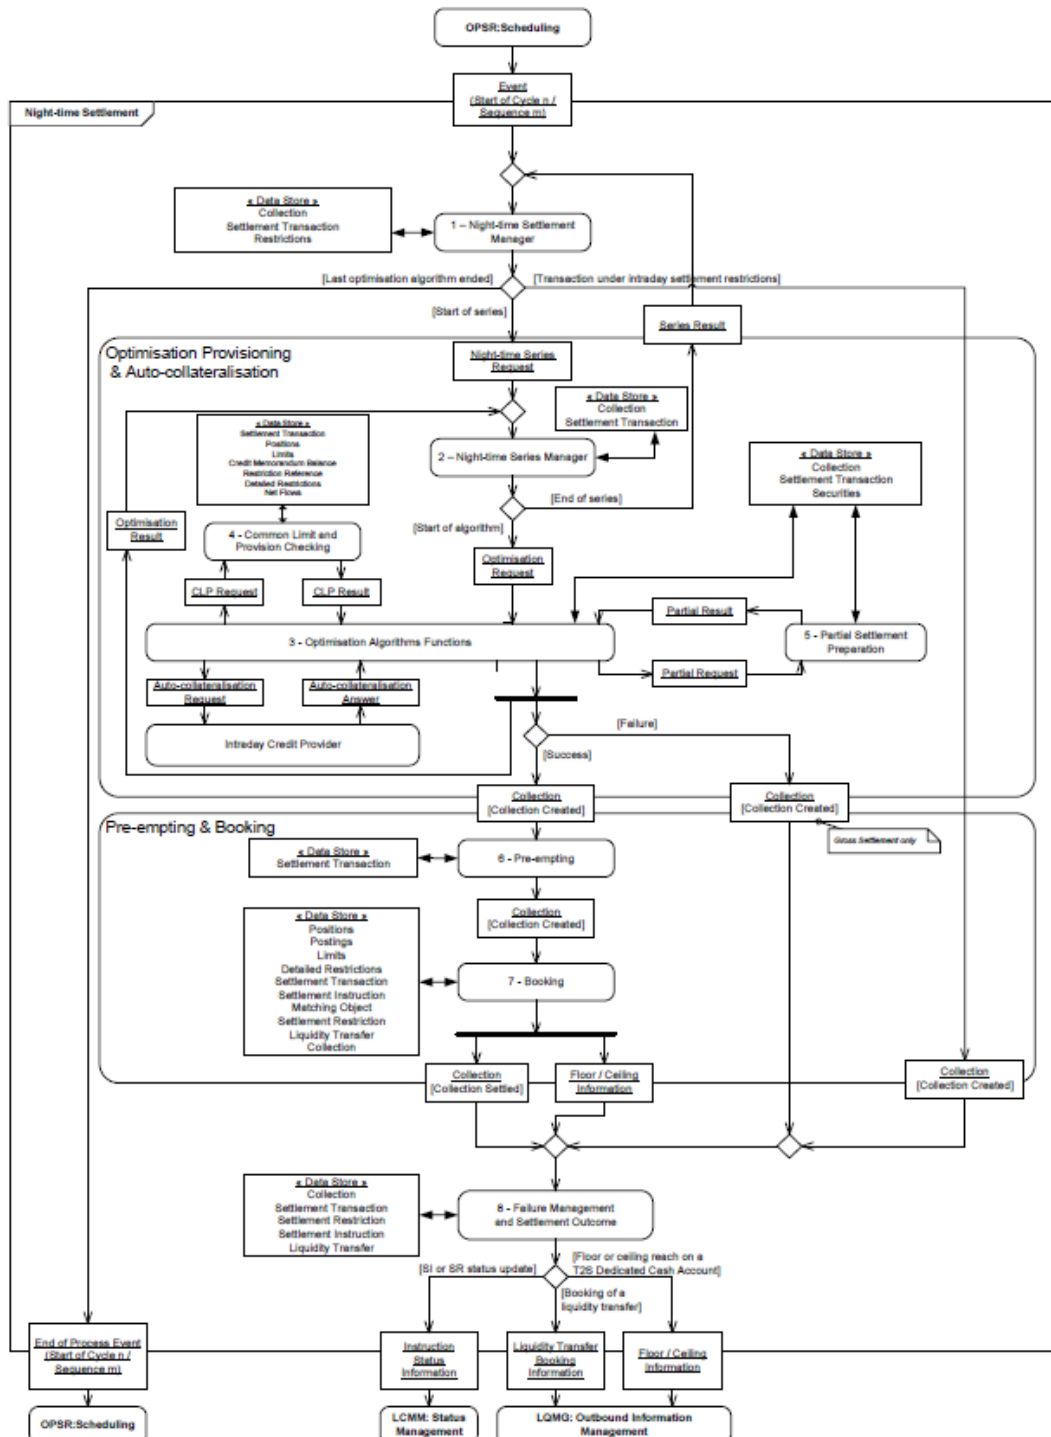 OPSR:Scheduling
Event
(Start of Cycle n /
Sequence m)
Night-time Settlement
« Data Store »
Collection
Settlement Transaction
Restrictions
1 – Night-time Settlement
Manager
[Last optimisation algorithm ended]
[Transaction under intraday settlement restrictions]
[Start of series]
Series Result
Optimisation Provisioning
& Auto-collateralisation
Night-time Series
Request
« Data Store »
Collection
Settlement Transaction
« Data Store »
Settlement Transaction
Positions
Limits
Credit Memorandum Balance
Restriction Reference
Detailed Restrictions
Net Flows
2 – Night-time Series Manager
« Data Store »
Collection
Settlement Transaction
Securities
[End of series]
[Start of algorithm]
Optimisation
Result
4 - Common Limit and
Provision Checking
Optimisation
Request
CLP Request
CLP Result
Partial Result
3 - Optimisation Algorithms Functions
5 - Partial Settlement
Preparation
Partial Request
Auto-collateralisation
Request
Auto-collateralisation
Answer
Intraday Credit Provider
[Failure]
[Success]
Collection
[Collection Created]
Collection
[Collection Created]
Pre-empting & Booking
Gross Settlement only
« Data Store »
Settlement Transaction
6 - Pre-empting
Collection
[Collection Created]
« Data Store »
Positions
Postings
Limits
Detailed Restrictions
Settlement Transaction
Settlement Instruction
Matching Object
Settlement Restriction
Liquidity Transfer
Collection
7 - Booking
Collection
[Collection Settled]
Floor / Ceiling
Information
Collection
[Collection Created]
« Data Store »
Collection
Settlement Transaction
Settlement Restriction
Settlement Instruction
Liquidity Transfer
8 - Failure Management
and Settlement Outcome
[SI or SR status update]
[Floor or ceiling reach on a
T2S Dedicated Cash Account]
[Booking of a
liquidity transfer]
End of Process Event
(Start of Cycle n /
Sequence m)
Instruction
Status
Information
Liquidity Transfer
Booking
Information
Floor / Ceiling
Information
OPSR:Scheduling
LCMM: Status
Management
LQMG: Outbound Information
Management